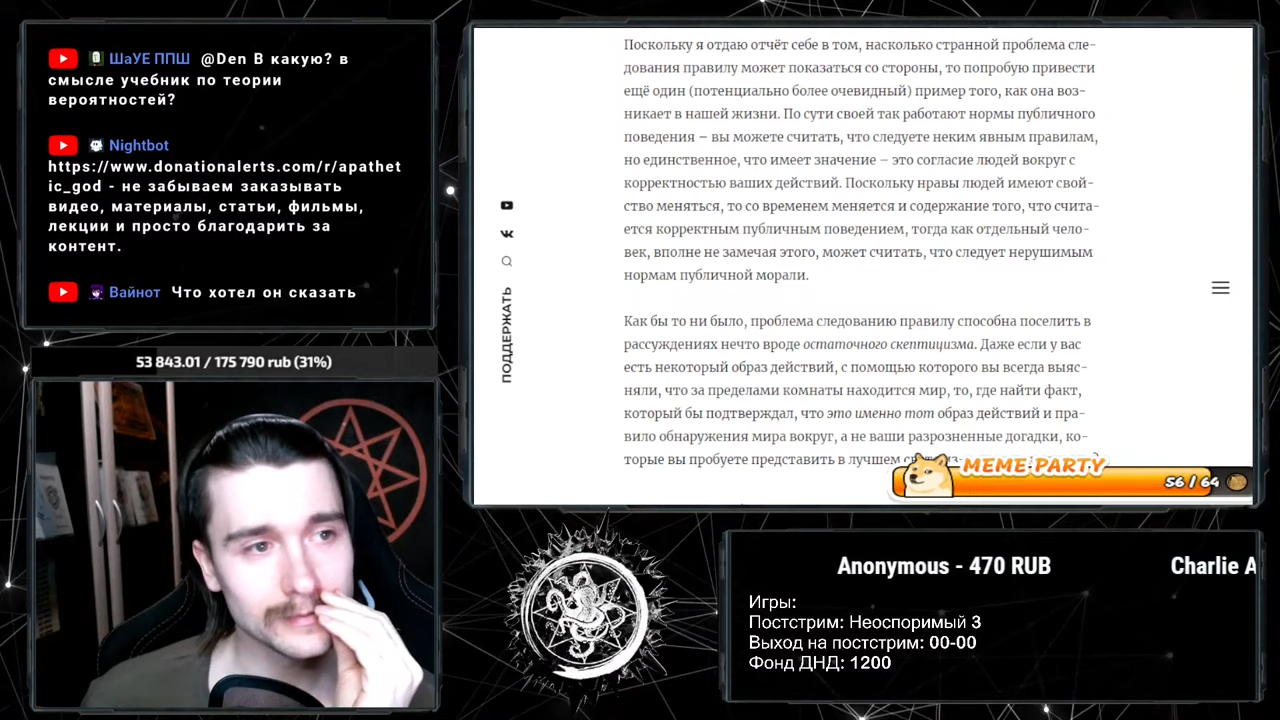 ШаУЕ ППШ @Den В какую? в
смысле учебник по теории
вероятностей?
Nightbot
https://www.donationalerts.com/r/apathet
ic_god - не забываем заказывать
видео, материалы, статьи, фильмы,
лекции и просто благодарить за
контент.
Вайнот Что хотел он сказать
53 843.01 / 175 790 rub (31%)
ПОДДЕРЖАТЬ
Поскольку я отдаю отчёт себе в том, насколько странной проблема сле-
дования правилу может показаться со стороны, то попробую привести
ещё один (потенциально более очевидный) пример того, как она воз-
никает в нашей жизни. По сути своей так работают нормы публичного
поведения – вы можете считать, что следуете неким явным правилам,
но единственное, что имеет значение – это согласие людей вокруг с
корректностью ваших действий. Поскольку нравы людей имеют свой-
ство меняться, то со временем меняется и содержание того, что счита-
ется корректным публичным поведением, тогда как отдельный чело-
век, вполне не замечая этого, может считать, что следует нерушимым
нормам публичной морали.
Как бы то ни было, проблема следованию правилу способна поселить в
рассуждениях нечто вроде остаточного скептицизма. Даже если у вас
есть некоторый образ действий, с помощью которого вы всегда выяс-
няли, что за пределами комнаты находится мир, то, где найти факт,
который бы подтверждал, что это именно тот образ действий и пра-
вило обнаружения мира вокруг, а не ваши разрозненные догадки, ко-
торые вы пробуете представить в лучшем
MEME PARTY
56 / 64
Anonymous - 470 RUB
Charlie A
Игры:
Постстрим: Неоспоримый 3
Выход на постстрим: 00-00
Фонд ДНД: 1200